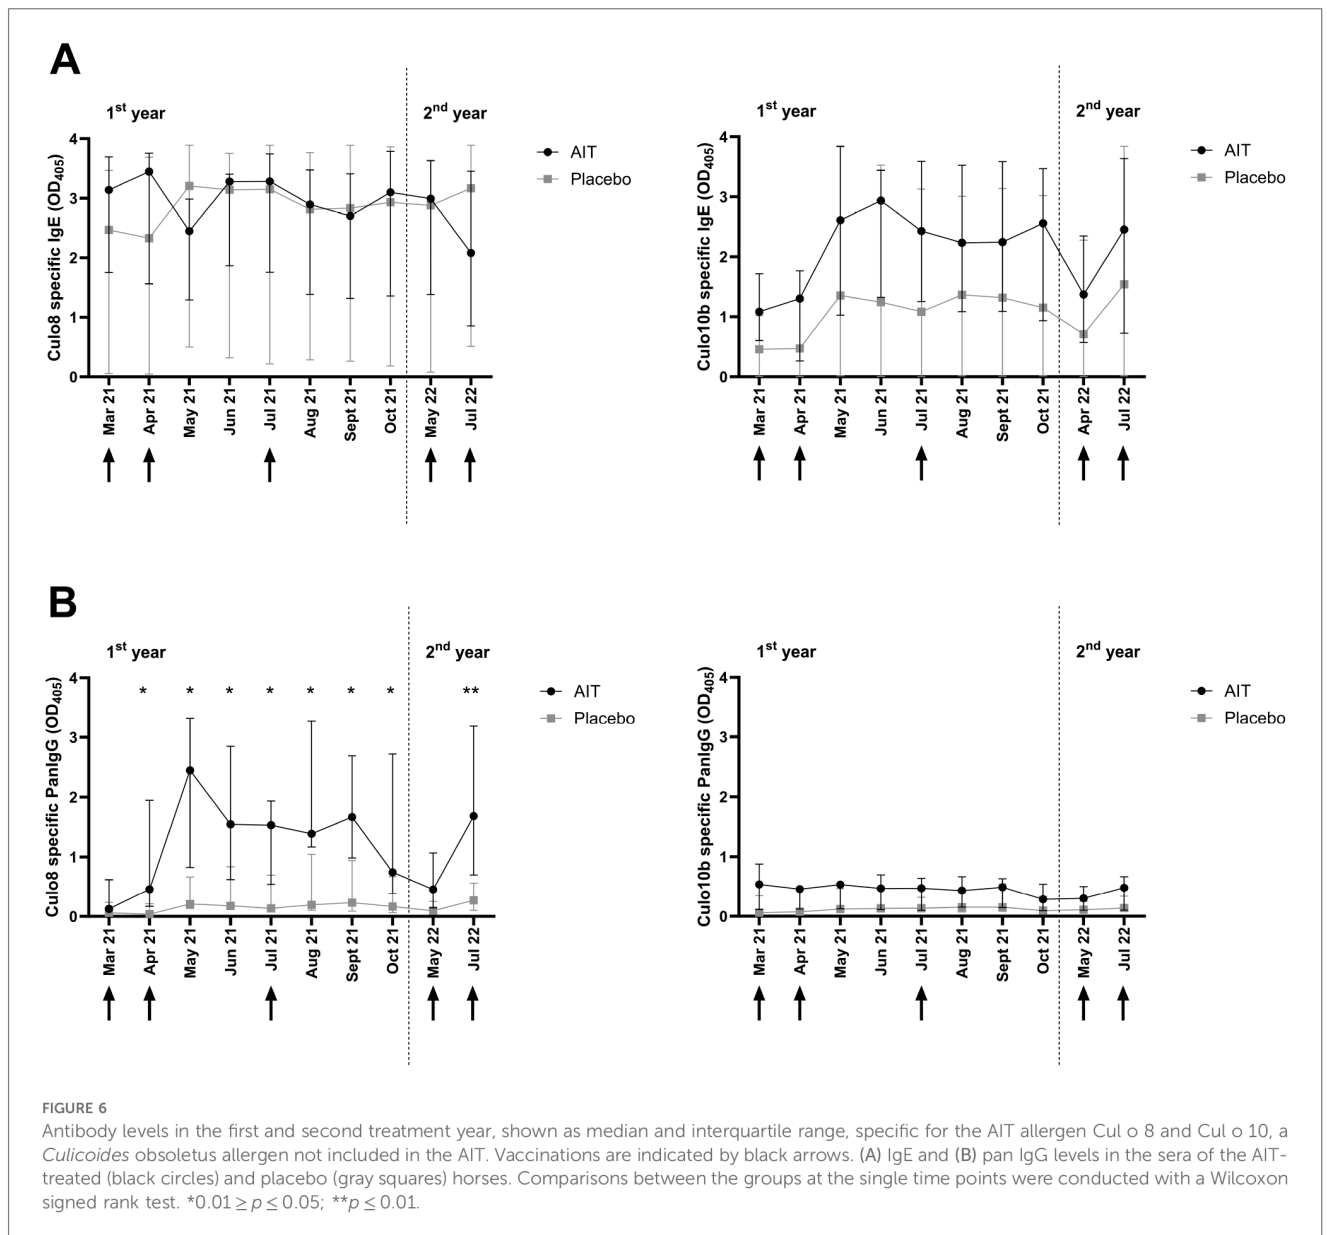 A
1st year
2nd year
AIT
Placebo
Culo8 specific IgE (OD405)
4
3
2
1
0
Mar 21
Apr 21
May 21
Jun 21
Jul 21
Aug 21
Sept 21
Oct 21
May 22
Jul 22
1st year
2nd year
AIT
Placebo
Culo10b specific IgE (OD405)
4
3
2
1
0
Mar 21
Apr 21
May 21
Jun 21
Jul 21
Aug 21
Sept 21
Oct 21
Apr 22
Jul 22
B
1st year
2nd year
AIT
Placebo
Culo8 specific PanIgG (OD405)
4
3
2
1
0
* * * * * * * **
Mar 21
Apr 21
May 21
Jun 21
Jul 21
Aug 21
Sept 21
Oct 21
May 22
Jul 22
1st year
2nd year
AIT
Placebo
Culo10b specific PanIgG (OD405)
4
3
2
1
0
Mar 21
Apr 21
May 21
Jun 21
Jul 21
Aug 21
Sept 21
Oct 21
May 22
Jul 22
FIGURE 6
Antibody levels in the first and second treatment year, shown as median and interquartile range, specific for the AIT allergen Cul o 8 and Cul o 10, a
Culicoides obsoletus allergen not included in the AIT. Vaccinations are indicated by black arrows. (A) IgE and (B) pan IgG levels in the sera of the AIT-
treated (black circles) and placebo (gray squares) horses. Comparisons between the groups at the single time points were conducted with a Wilcoxon
signed rank test. *0.01 ≥ p ≤ 0.05; **p ≤ 0.01.